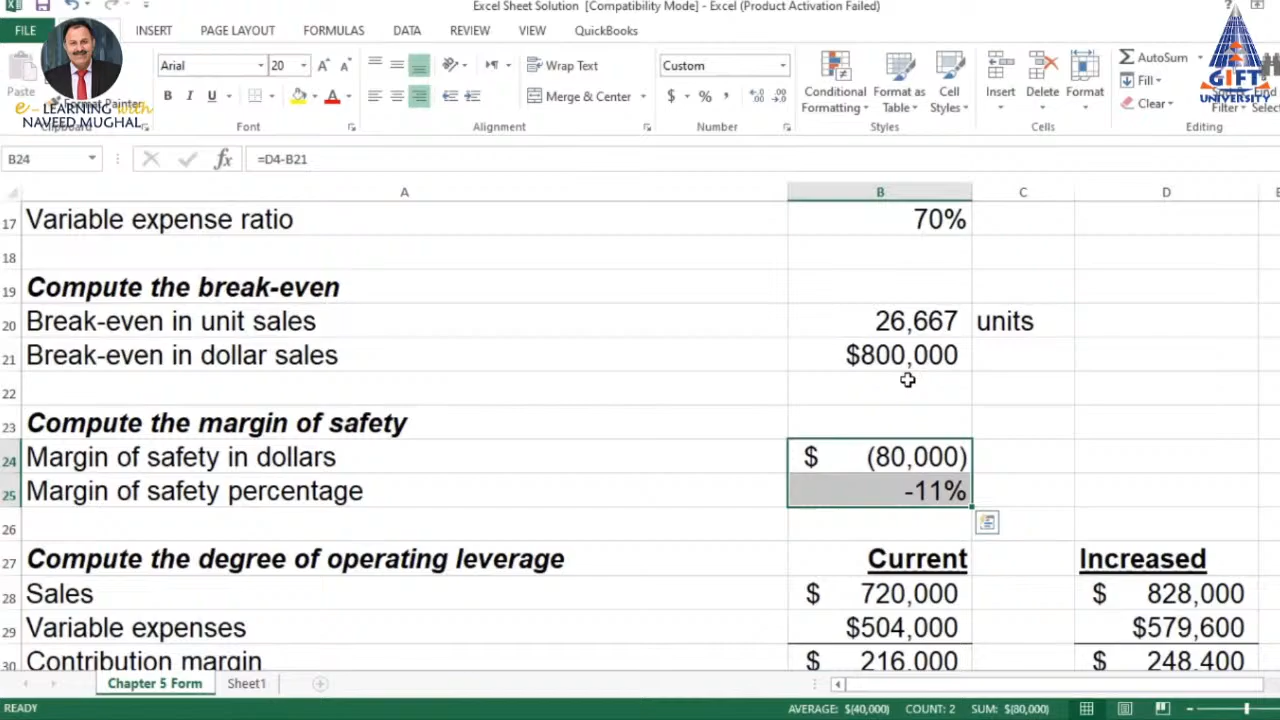 Excel Sheet Solution [Compatibility Mode] - Excel (Product Activation Failed)
FILE INSERT PAGE LAYOUT FORMULAS DATA REVIEW VIEW QuickBooks
Arial 20 Wrap Text Custom AutoSum
Paste B I U Merge & Center $ % , Conditional Formatting Format as Table Cell Styles Insert Delete Format Fill Clear
Format Painter
e-LEARNING with NAVEED MUGHAL
GIFT UNIVERSITY
Clipboard Font Alignment Number Styles Cells Editing
B24 fx =D4-B21
A B C D
17 Variable expense ratio 70%
18
19 Compute the break-even
20 Break-even in unit sales 26,667 units
21 Break-even in dollar sales $800,000
22
23 Compute the margin of safety
24 Margin of safety in dollars $ (80,000)
25 Margin of safety percentage -11%
26
27 Compute the degree of operating leverage Current Increased
28 Sales $ 720,000 $ 828,000
29 Variable expenses $504,000 $579,600
30 Contribution margin $ 216,000 $ 248,400
Chapter 5 Form Sheet1
READY AVERAGE: $(40,000) COUNT: 2 SUM: $(80,000)